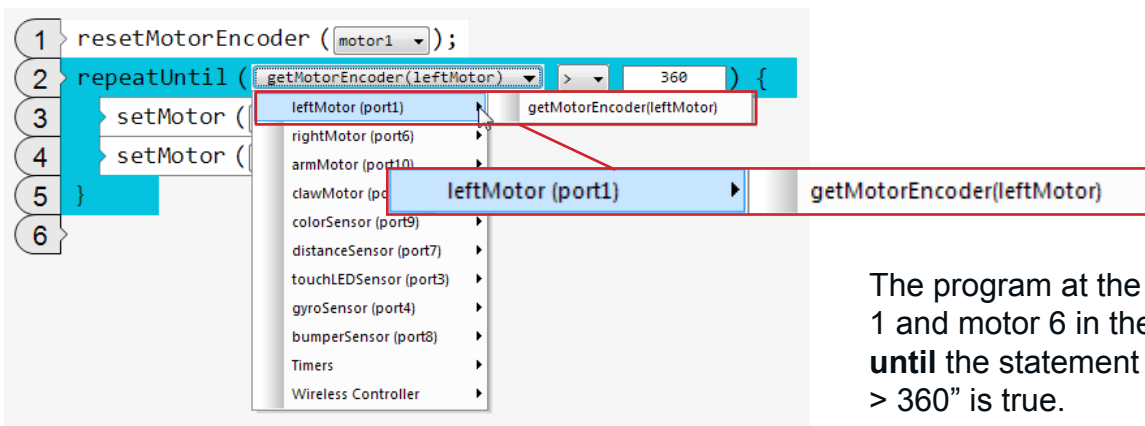 1 resetMotorEncoder ( motor1 );
2 repeatUntil ( getMotorEncoder(leftMotor) > 360 ) {
leftMotor (port1) getMotorEncoder(leftMotor)
3 setMotor (
rightMotor (port6)
4 setMotor (
armMotor (port10)
5 }
clawMotor (po
leftMotor (port1) getMotorEncoder(leftMotor)
colorSensor (port9)
6
distanceSensor (port7)
touchLEDSensor (port3)
gyroSensor (port4)
bumperSensor (port8)
Timers
Wireless Controller
The program at the
1 and motor 6 in the
until the statement
> 360” is true.